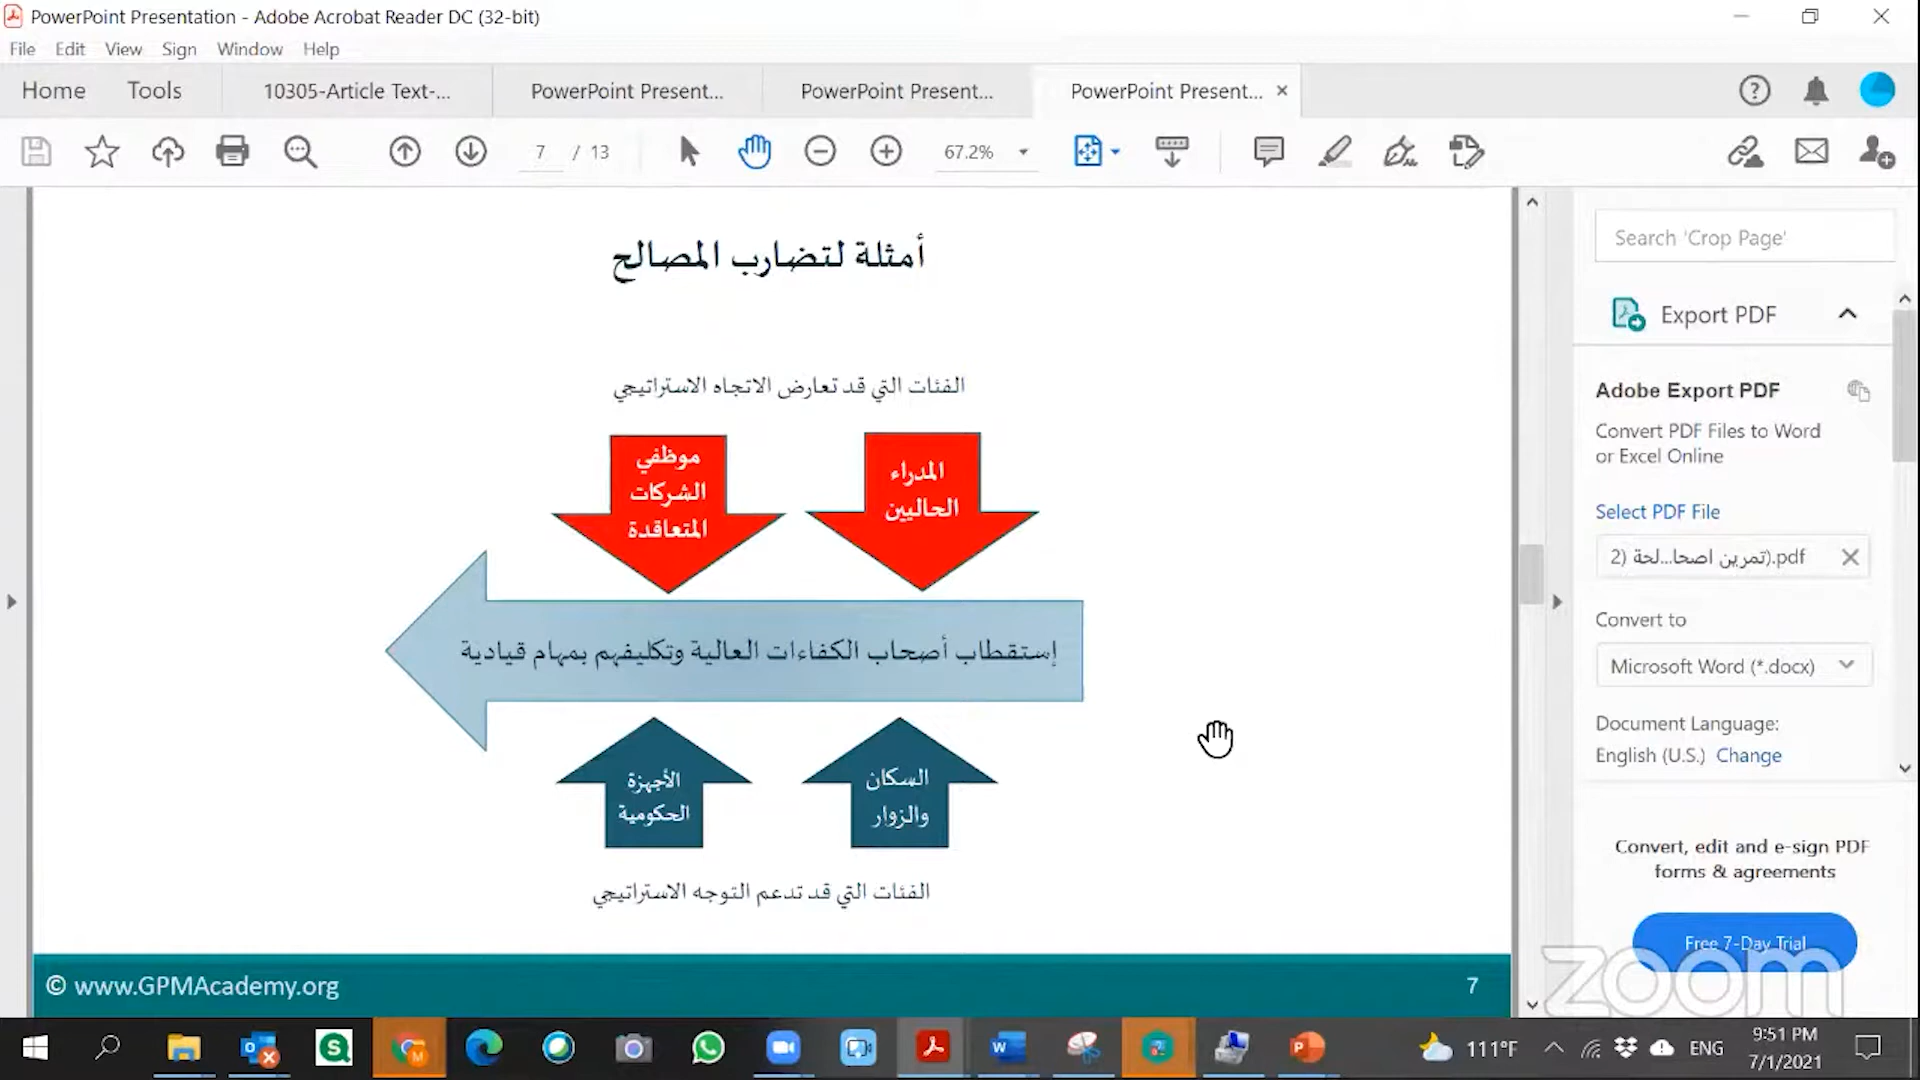 PowerPoint Presentation - Adobe Acrobat Reader DC (32-bit)
File Edit View Sign Window Help
Home Tools 10305-Article Text-... PowerPoint Present... PowerPoint Present... PowerPoint Present...
7 / 13 67.2%
أمثلة لتضارب المصالح
الفئات التي قد تعارض الاتجاه الاستراتيجي
المدراء
الحاليين
موظفي
الشركات
المتعاقدة
إستقطاب أصحاب الكفاءات العالية وتكليفهم بمهام قيادية
السكان
والزوار
الأجهزة
الحكومية
الفئات التي قد تدعم التوجه الاستراتيجي
© www.GPMAcademy.org 7
Search 'Crop Page'
Export PDF
Adobe Export PDF
Convert PDF Files to Word
or Excel Online
Select PDF File
تمرين اصحا...لحة (2).pdf
Convert to
Microsoft Word (*.docx)
Document Language:
English (U.S.) Change
Convert, edit and e-sign PDF
forms & agreements
Free 7-Day Trial
zoom
111°F ENG
9:51 PM
7/1/2021